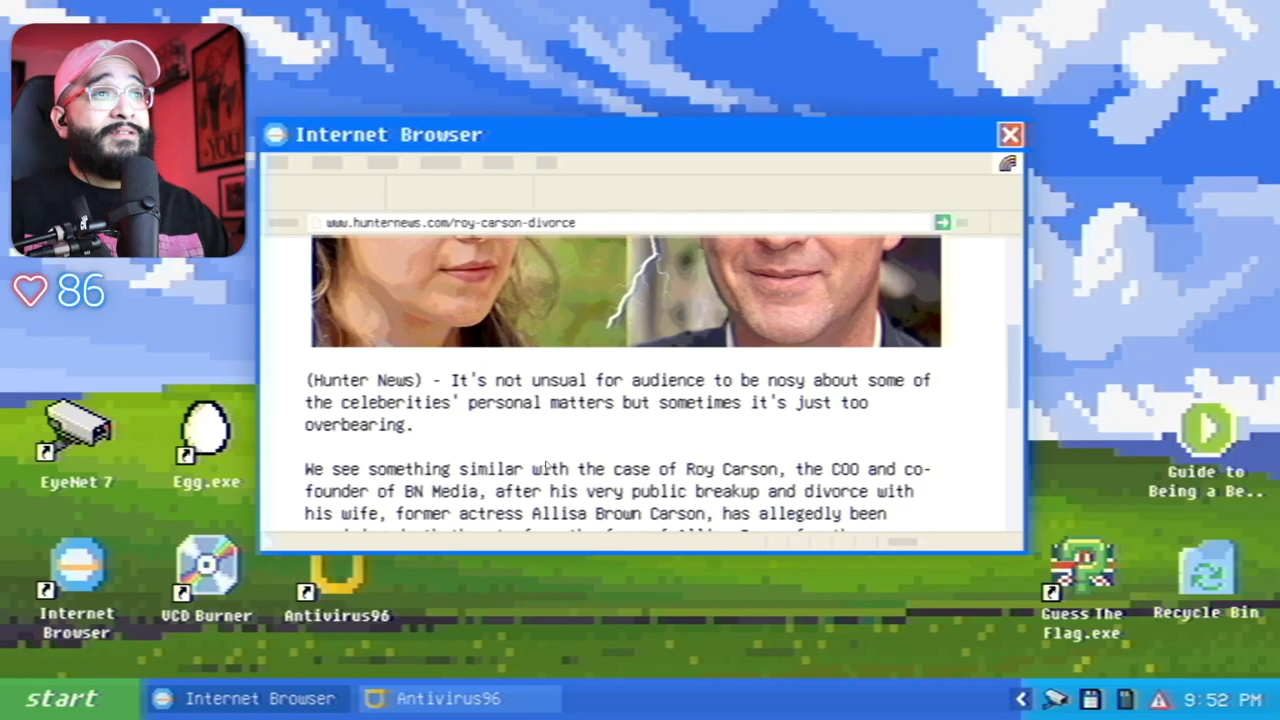 YOU
86
Internet Browser
www.hunternews.com/roy-carson-divorce
(Hunter News) - It's not unsual for audience to be nosy about some of
the celeberities' personal matters but sometimes it's just too
overbearing.
We see something similar with the case of Roy Carson, the COO and co-
founder of BN Media, after his very public breakup and divorce with
his wife, former actress Allisa Brown Carson, has allegedly been
EyeNet 7
Egg.exe
Internet
Browser
VCD Burner
Antivirus96
Guide to
Being a Be..
Guess The
Flag.exe
Recycle Bin
start
Internet Browser
Antivirus96
9:52 PM